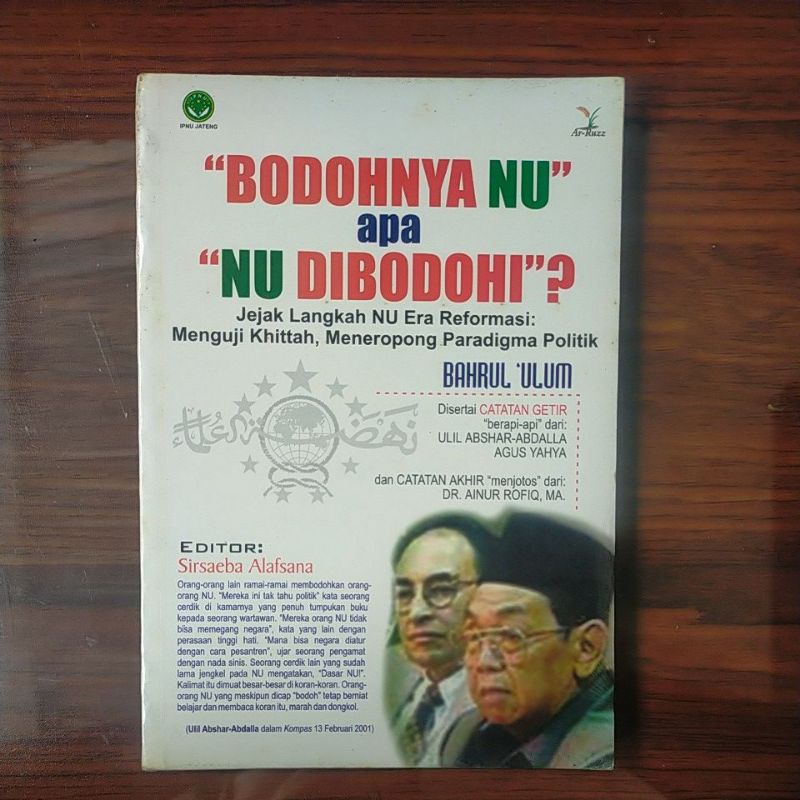 IPNU
IPNU JATENG
Ar-Ruzz
"BODOHNYA NU"
apa
"NU DIBODOHI"?
Jejak Langkah NU Era Reformasi:
Menguji Khittah, Meneropong Paradigma Politik
BAHRUL 'ULUM
Disertai CATATAN GETIR
"berapi-api" dari:
ULIL ABSHAR-ABDALLA
AGUS YAHYA
dan CATATAN AKHIR "menjotos" dari:
DR. AINUR ROFIQ, MA.
نهضة العلماء
EDITOR:
Sirsaeba Alafsana
Orang-orang lain ramai-ramai membodohkan orang-
orang NU. "Mereka ini tak tahu politik" kata seorang
cerdik di kamarnya yang penuh tumpukan buku
kepada seorang wartawan. "Mereka orang NU tidak
bisa memegang negara", kata yang lain dengan
perasaan tinggi hati. "Mana bisa negara diatur
dengan cara pesantren", ujar seorang pengamat
dengan nada sinis. Seorang cerdik lain yang sudah
lama jengkel pada NU mengatakan, "Dasar NU!".
Kalimat itu dimuat besar-besar di koran-koran. Orang-
orang NU yang meskipun dicap "bodoh" tetap berniat
belajar dan membaca koran itu, marah dan dongkol.
(Ulil Abshar-Abdalla dalam Kompas 13 Februari 2001)